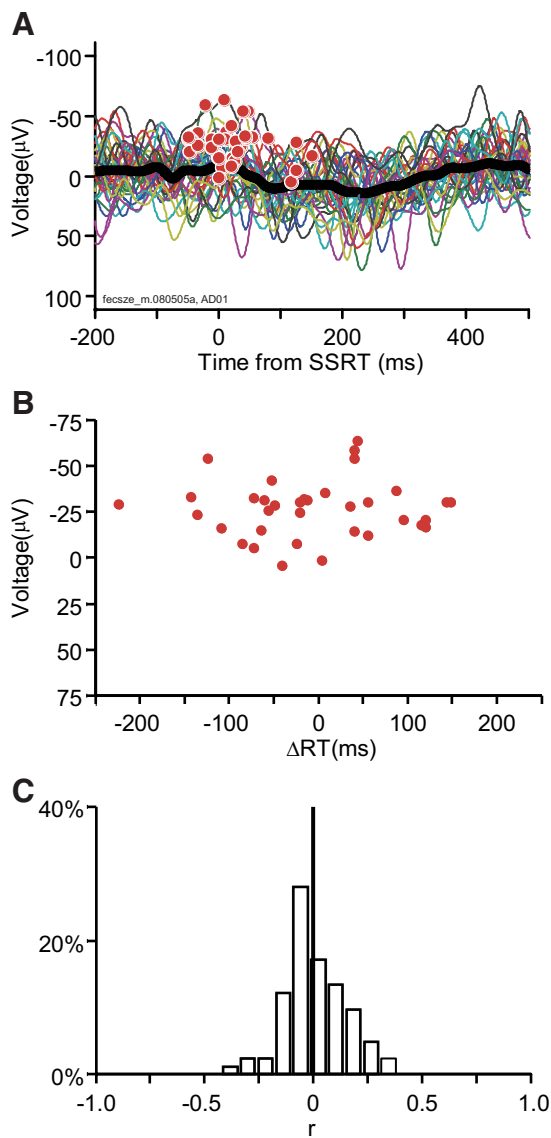 A
-100
-50
0
50
100
Voltage(µV)
fecsze_m.080505a, AD01
-200 0 200 400
Time from SSRT (ms)
B
-75
-50
-25
0
25
50
75
Voltage(µV)
-200 -100 0 100 200
ΔRT(ms)
C
40%
20%
0%
-1.0 -0.5 0 0.5 1.0
r